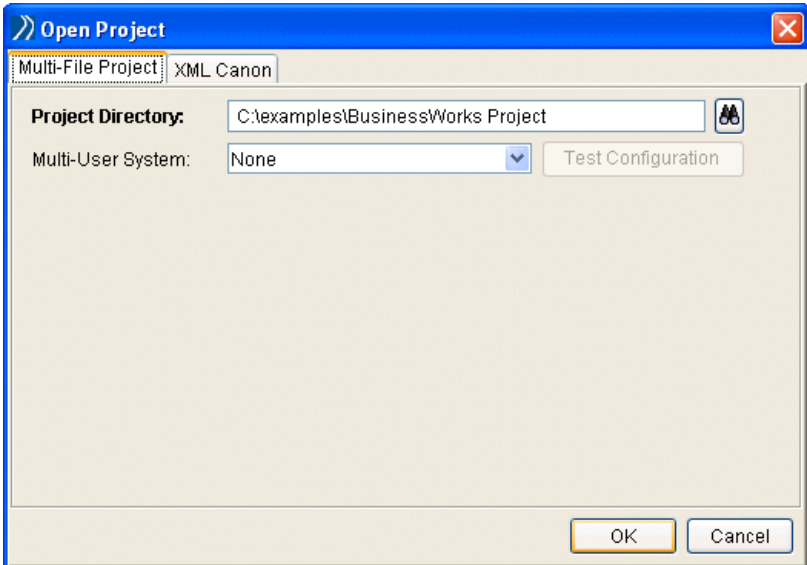 Open Project
Multi-File Project XML Canon
Project Directory: C:\examples\BusinessWorks Project
Multi-User System: None Test Configuration
OK Cancel